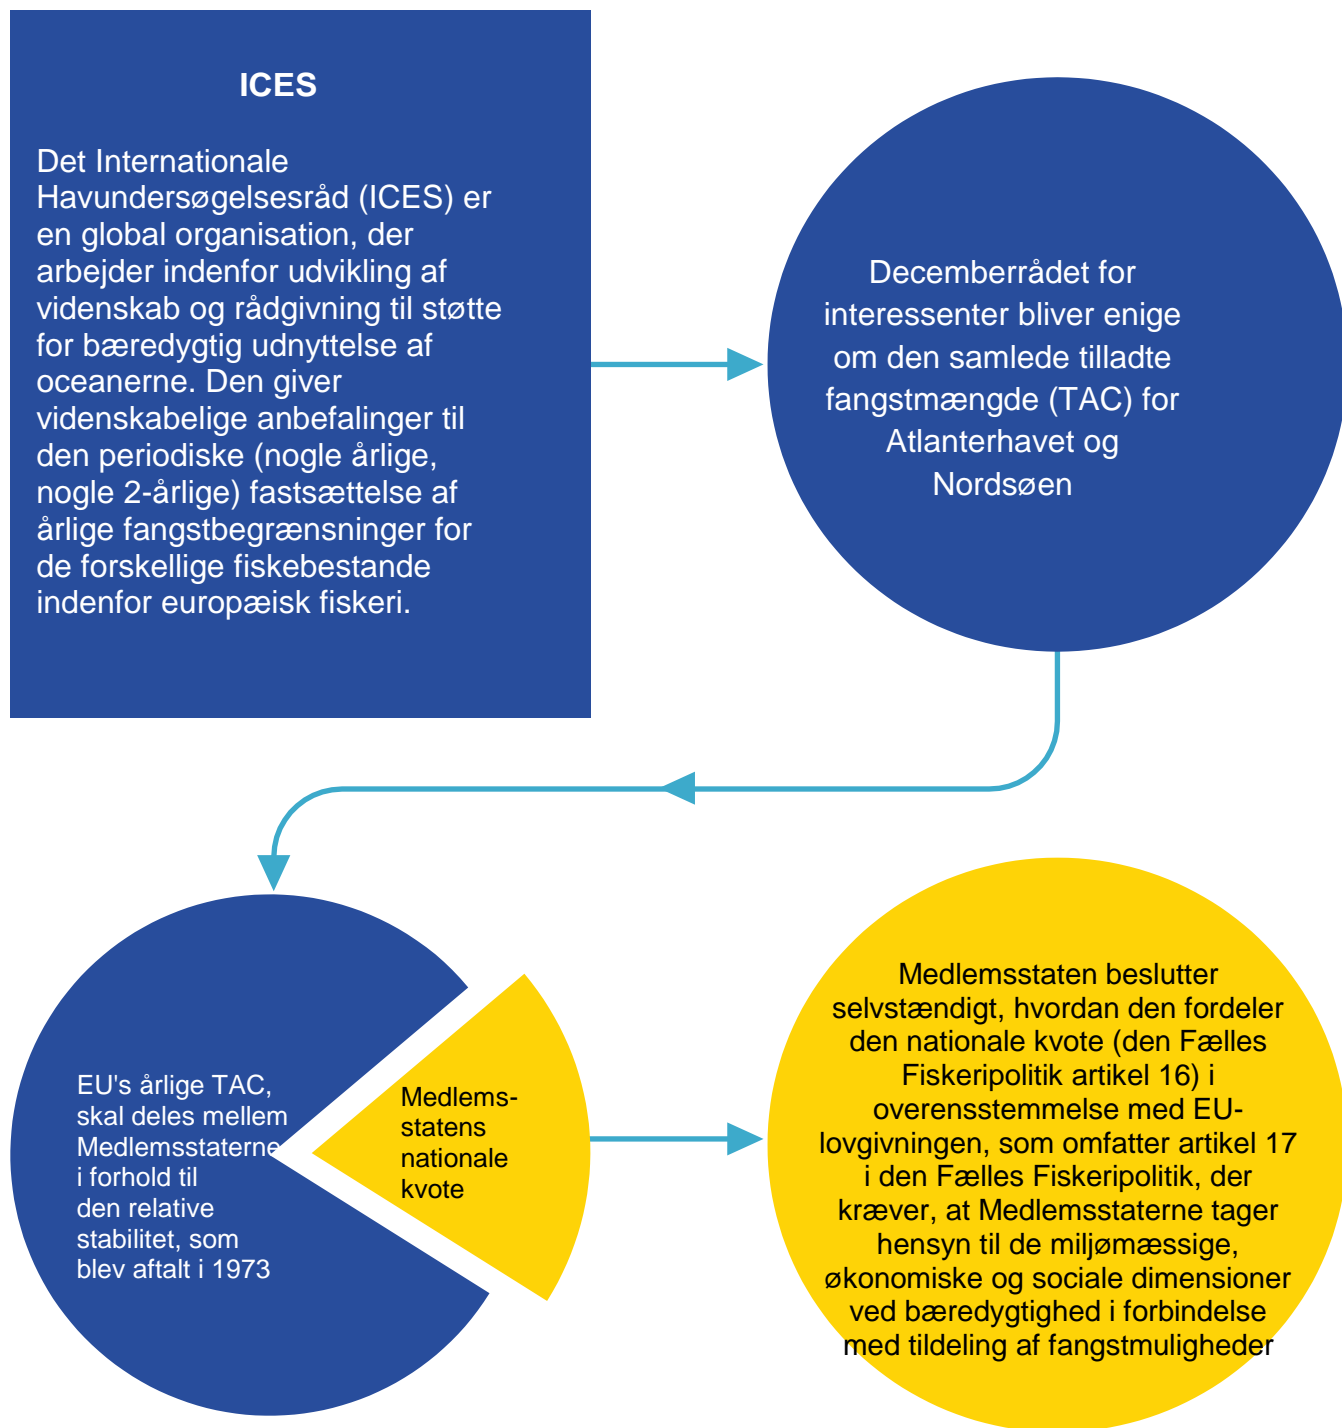 ICES
Det Internationale
Havundersøgelsesråd (ICES) er
en global organisation, der
arbejder indenfor udvikling af
videnskab og rådgivning til støtte
for bæredygtig udnyttelse af
oceanerne. Den giver
videnskabelige anbefalinger til
den periodiske (nogle årlige,
nogle 2-årlige) fastsættelse af
årlige fangstbegrænsninger for
de forskellige fiskebestande
indenfor europæisk fiskeri.
Decemberrådet for
interessenter bliver enige
om den samlede tilladte
fangstmængde (TAC) for
Atlanterhavet og
Nordsøen
EU's årlige TAC,
skal deles mellem
Medlemsstaterne
i forhold til
den relative
stabilitet, som
blev aftalt i 1973
Medlems-
statens
nationale
kvote
Medlemsstaten beslutter
selvstændigt, hvordan den fordeler
den nationale kvote (den Fælles
Fiskeripolitik artikel 16) i
overensstemmelse med EU-
lovgivningen, som omfatter artikel 17
i den Fælles Fiskeripolitik, der
kræver, at Medlemsstaterne tager
hensyn til de miljømæssige,
økonomiske og sociale dimensioner
ved bæredygtighed i forbindelse
med tildeling af fangstmuligheder